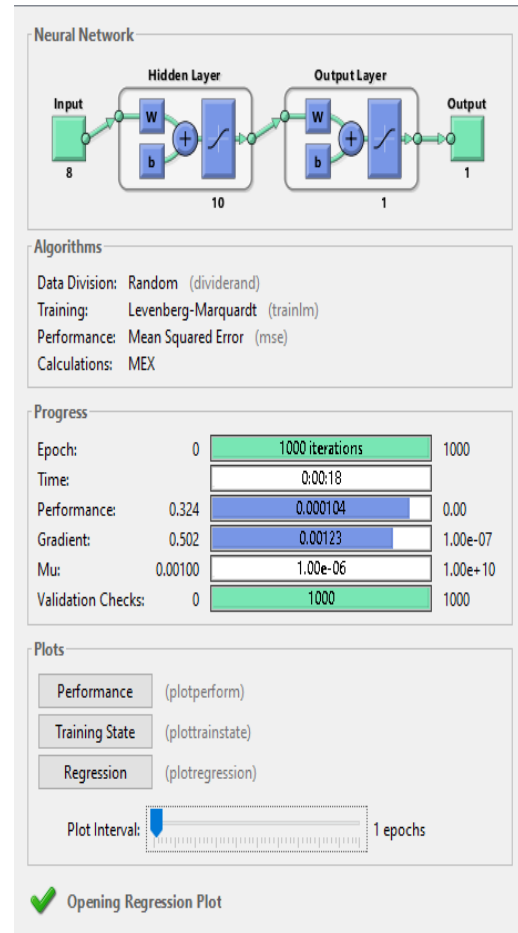 Neural Network
Hidden Layer Output Layer
Input Output
W W
+ +
b b
8 1
10 1
Algorithms
Data Division: Random (dividerand)
Training: Levenberg-Marquardt (trainlm)
Performance: Mean Squared Error (mse)
Calculations: MEX
Progress
Epoch: 0 1000 iterations 1000
Time: 0:00:18
Performance: 0.324 0.000104 0.00
Gradient: 0.502 0.00123 1.00e-07
Mu: 0.00100 1.00e-06 1.00e+10
Validation Checks: 0 1000 1000
Plots
Performance (plotperform)
Training State (plottrainstate)
Regression (plotregression)
Plot Interval: 1 epochs
Opening Regression Plot